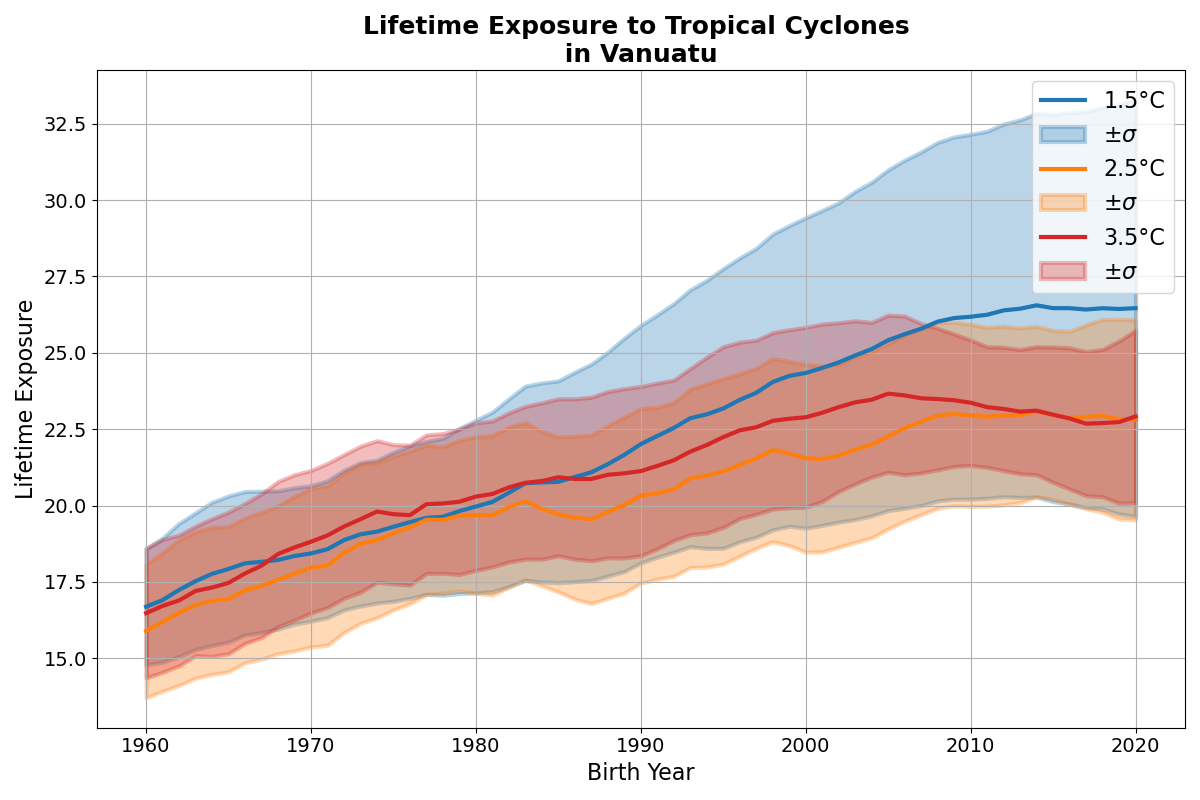 Lifetime Exposure to Tropical Cyclones
in Vanuatu
Lifetime Exposure
32.5
30.0
27.5
25.0
22.5
20.0
17.5
15.0
1.5°C
±σ
2.5°C
±σ
3.5°C
±σ
1960 1970 1980 1990 2000 2010 2020
Birth Year